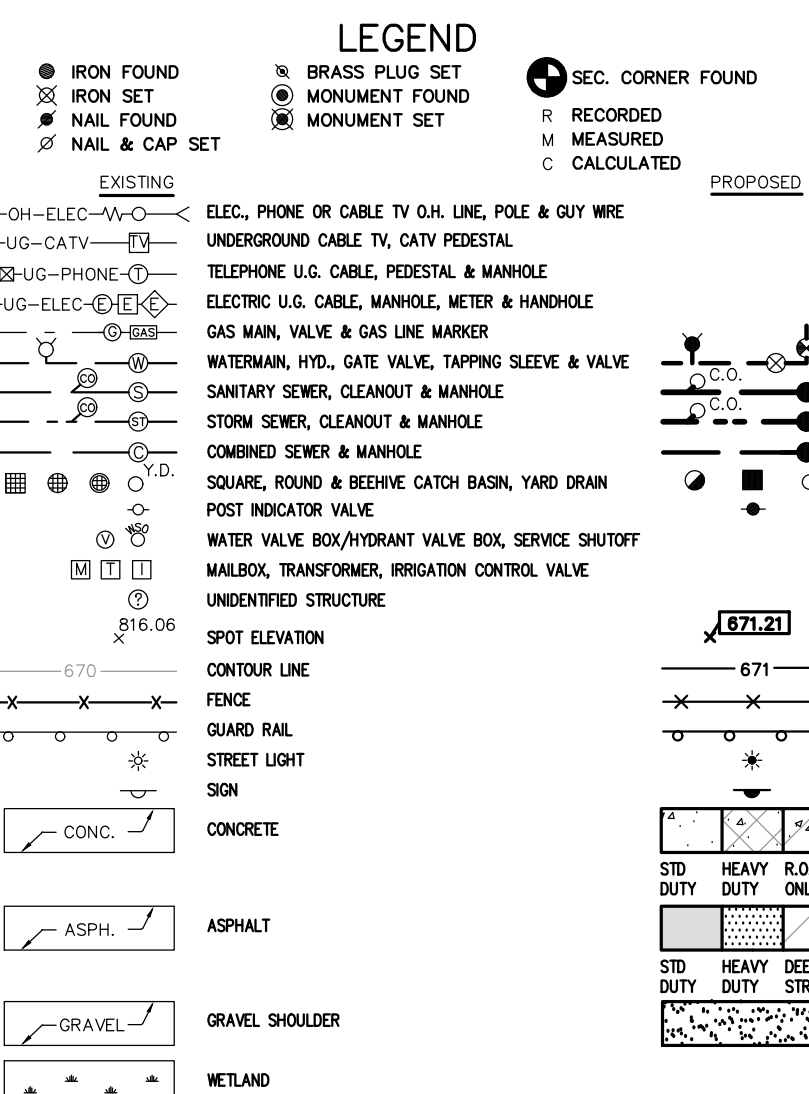 LEGEND
IRON FOUND
IRON SET
NAIL FOUND
NAIL & CAP SET
BRASS PLUG SET
MONUMENT FOUND
MONUMENT SET
SEC. CORNER FOUND
R RECORDED
M MEASURED
C CALCULATED
EXISTING PROPOSED
-OH-ELEC ELEC., PHONE OR CABLE TV O.H. LINE, POLE & GUY WIRE
-UG-CATV TV UNDERGROUND CABLE TV, CATV PEDESTAL
UG-PHONE T TELEPHONE U.G. CABLE, PEDESTAL & MANHOLE
-UG-ELEC E E E ELECTRIC U.G. CABLE, MANHOLE, METER & HANDHOLE
G GAS GAS MAIN, VALVE & GAS LINE MARKER
W WATERMAIN, HYD., GATE VALVE, TAPPING SLEEVE & VALVE
CO S SANITARY SEWER, CLEANOUT & MANHOLE C.O.
CO ST STORM SEWER, CLEANOUT & MANHOLE C.O.
C COMBINED SEWER & MANHOLE
Y.D. SQUARE, ROUND & BEEHIVE CATCH BASIN, YARD DRAIN
POST INDICATOR VALVE
V WSO WATER VALVE BOX/HYDRANT VALVE BOX, SERVICE SHUTOFF
M T I MAILBOX, TRANSFORMER, IRRIGATION CONTROL VALVE
? UNIDENTIFIED STRUCTURE
816.06 SPOT ELEVATION 671.21
670 CONTOUR LINE 671
FENCE
GUARD RAIL
STREET LIGHT
SIGN
CONC. CONCRETE
STD DUTY
HEAVY DUTY
R.O. ONL
ASPH. ASPHALT
STD DUTY
HEAVY DUTY
DEE STR
GRAVEL GRAVEL SHOULDER
WETLAND